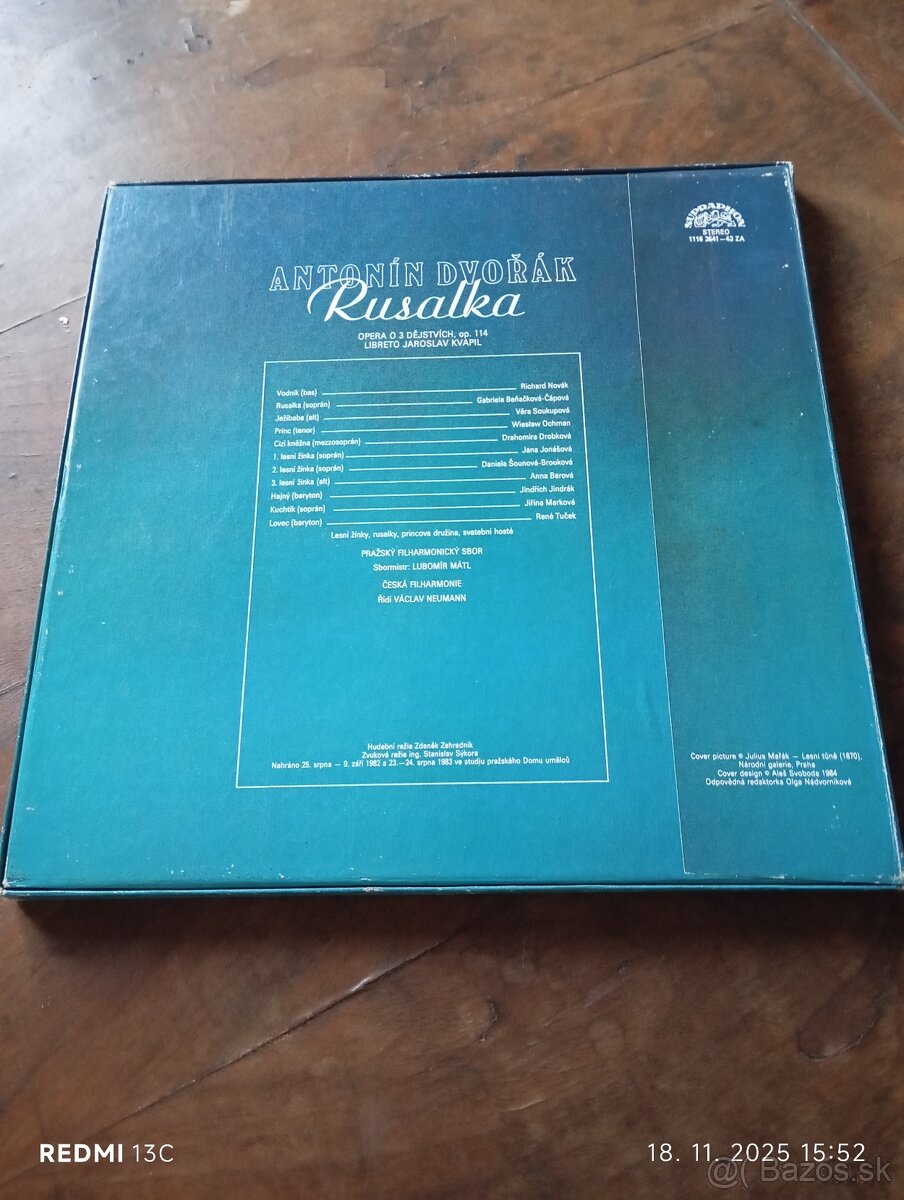 SUPRAPHON
STEREO
1116 3641–43 ZA
ANTONÍN DVOŘÁK
Rusalka
OPERA O 3 DĚJSTVÍCH, op. 114
LIBRETO JAROSLAV KVAPIL
Vodník (bas) Richard Novák
Rusalka (soprán) Gabriela Beňačková-Čápová
Ježibaba (alt) Věra Soukupová
Princ (tenor) Wiesław Ochman
Cizí kněžna (mezzosoprán) Drahomíra Drobková
1. lesní žínka (soprán) Jana Jonášová
2. lesní žínka (soprán) Daniela Šounová-Brouková
3. lesní žínka (alt) Anna Barová
Hajný (baryton) Jindřich Jindrák
Kuchtík (soprán) Jiřina Marková
Lovec (baryton) René Tuček
Lesní žínky, rusalky, princova družina, svatební hosté
PRAŽSKÝ FILHARMONICKÝ SBOR
Sbormistr: LUBOMÍR MÁTL
ČESKÁ FILHARMONIE
Řídí VÁCLAV NEUMANN
Hudební režie Zdeněk Zahradník
Zvuková režie ing. Stanislav Sýkora
Nahráno 25. srpna – 9. září 1982 a 23.–24. srpna 1983 ve studiu pražského Domu umělců
Cover picture © Julius Mařák – Lesní tůně (1870),
Národní galerie, Praha
Cover design © Aleš Svoboda 1984
Odpovědná redaktorka Olga Nédvorníková
REDMI 13C
18. 11. 2025 15:52
Bazos.sk